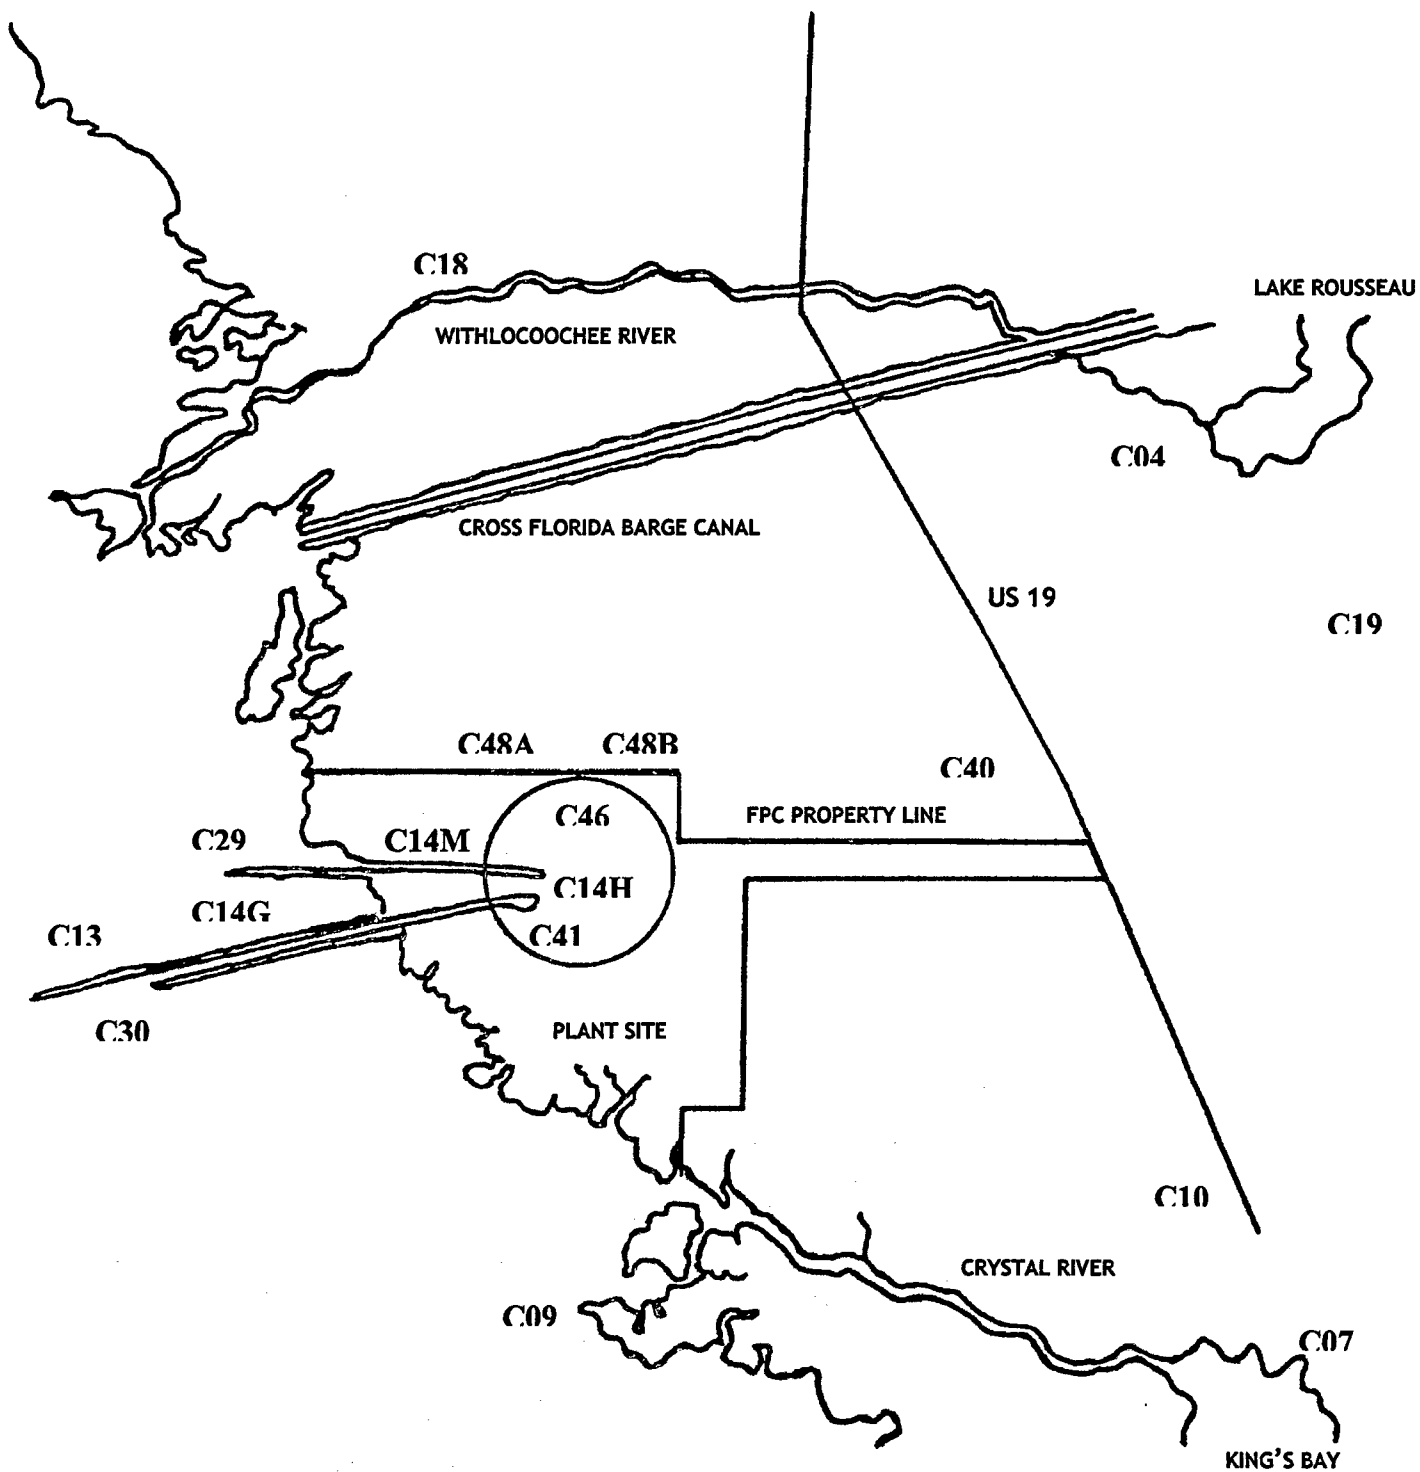 C18
LAKE ROUSSEAU
WITHLOCOOCHEE RIVER
C04
CROSS FLORIDA BARGE CANAL
US 19
C19
C48A
C48B
C40
C46
FPC PROPERTY LINE
C29
C14M
C14H
C14G
C13
C41
C30
PLANT SITE
C10
CRYSTAL RIVER
C09
C07
KING'S BAY